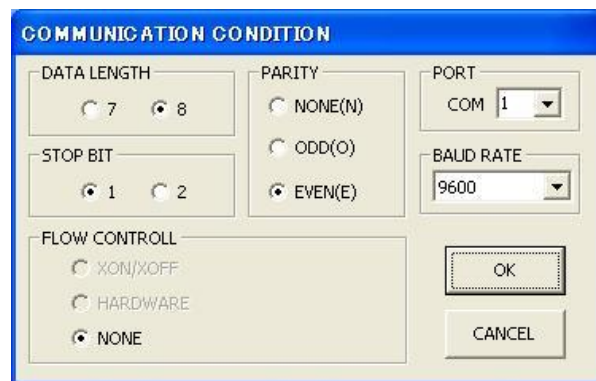 COMMUNICATION CONDITION
DATA LENGTH
7 8
PARITY
NONE(N)
ODD(O)
EVEN(E)
PORT
COM 1
STOP BIT
1 2
BAUD RATE
9600
FLOW CONTROLL
XON/XOFF
HARDWARE
NONE
OK
CANCEL